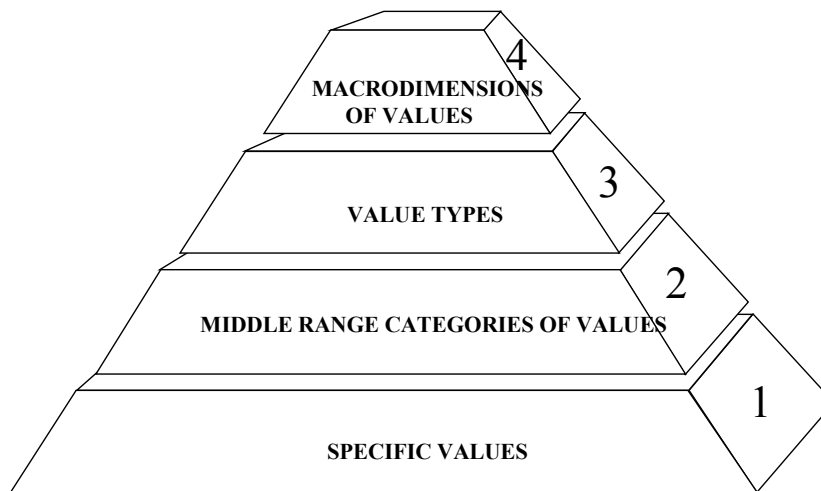 4
MACRODIMENSIONS
OF VALUES
3
VALUE TYPES
2
MIDDLE RANGE CATEGORIES OF VALUES
1
SPECIFIC VALUES